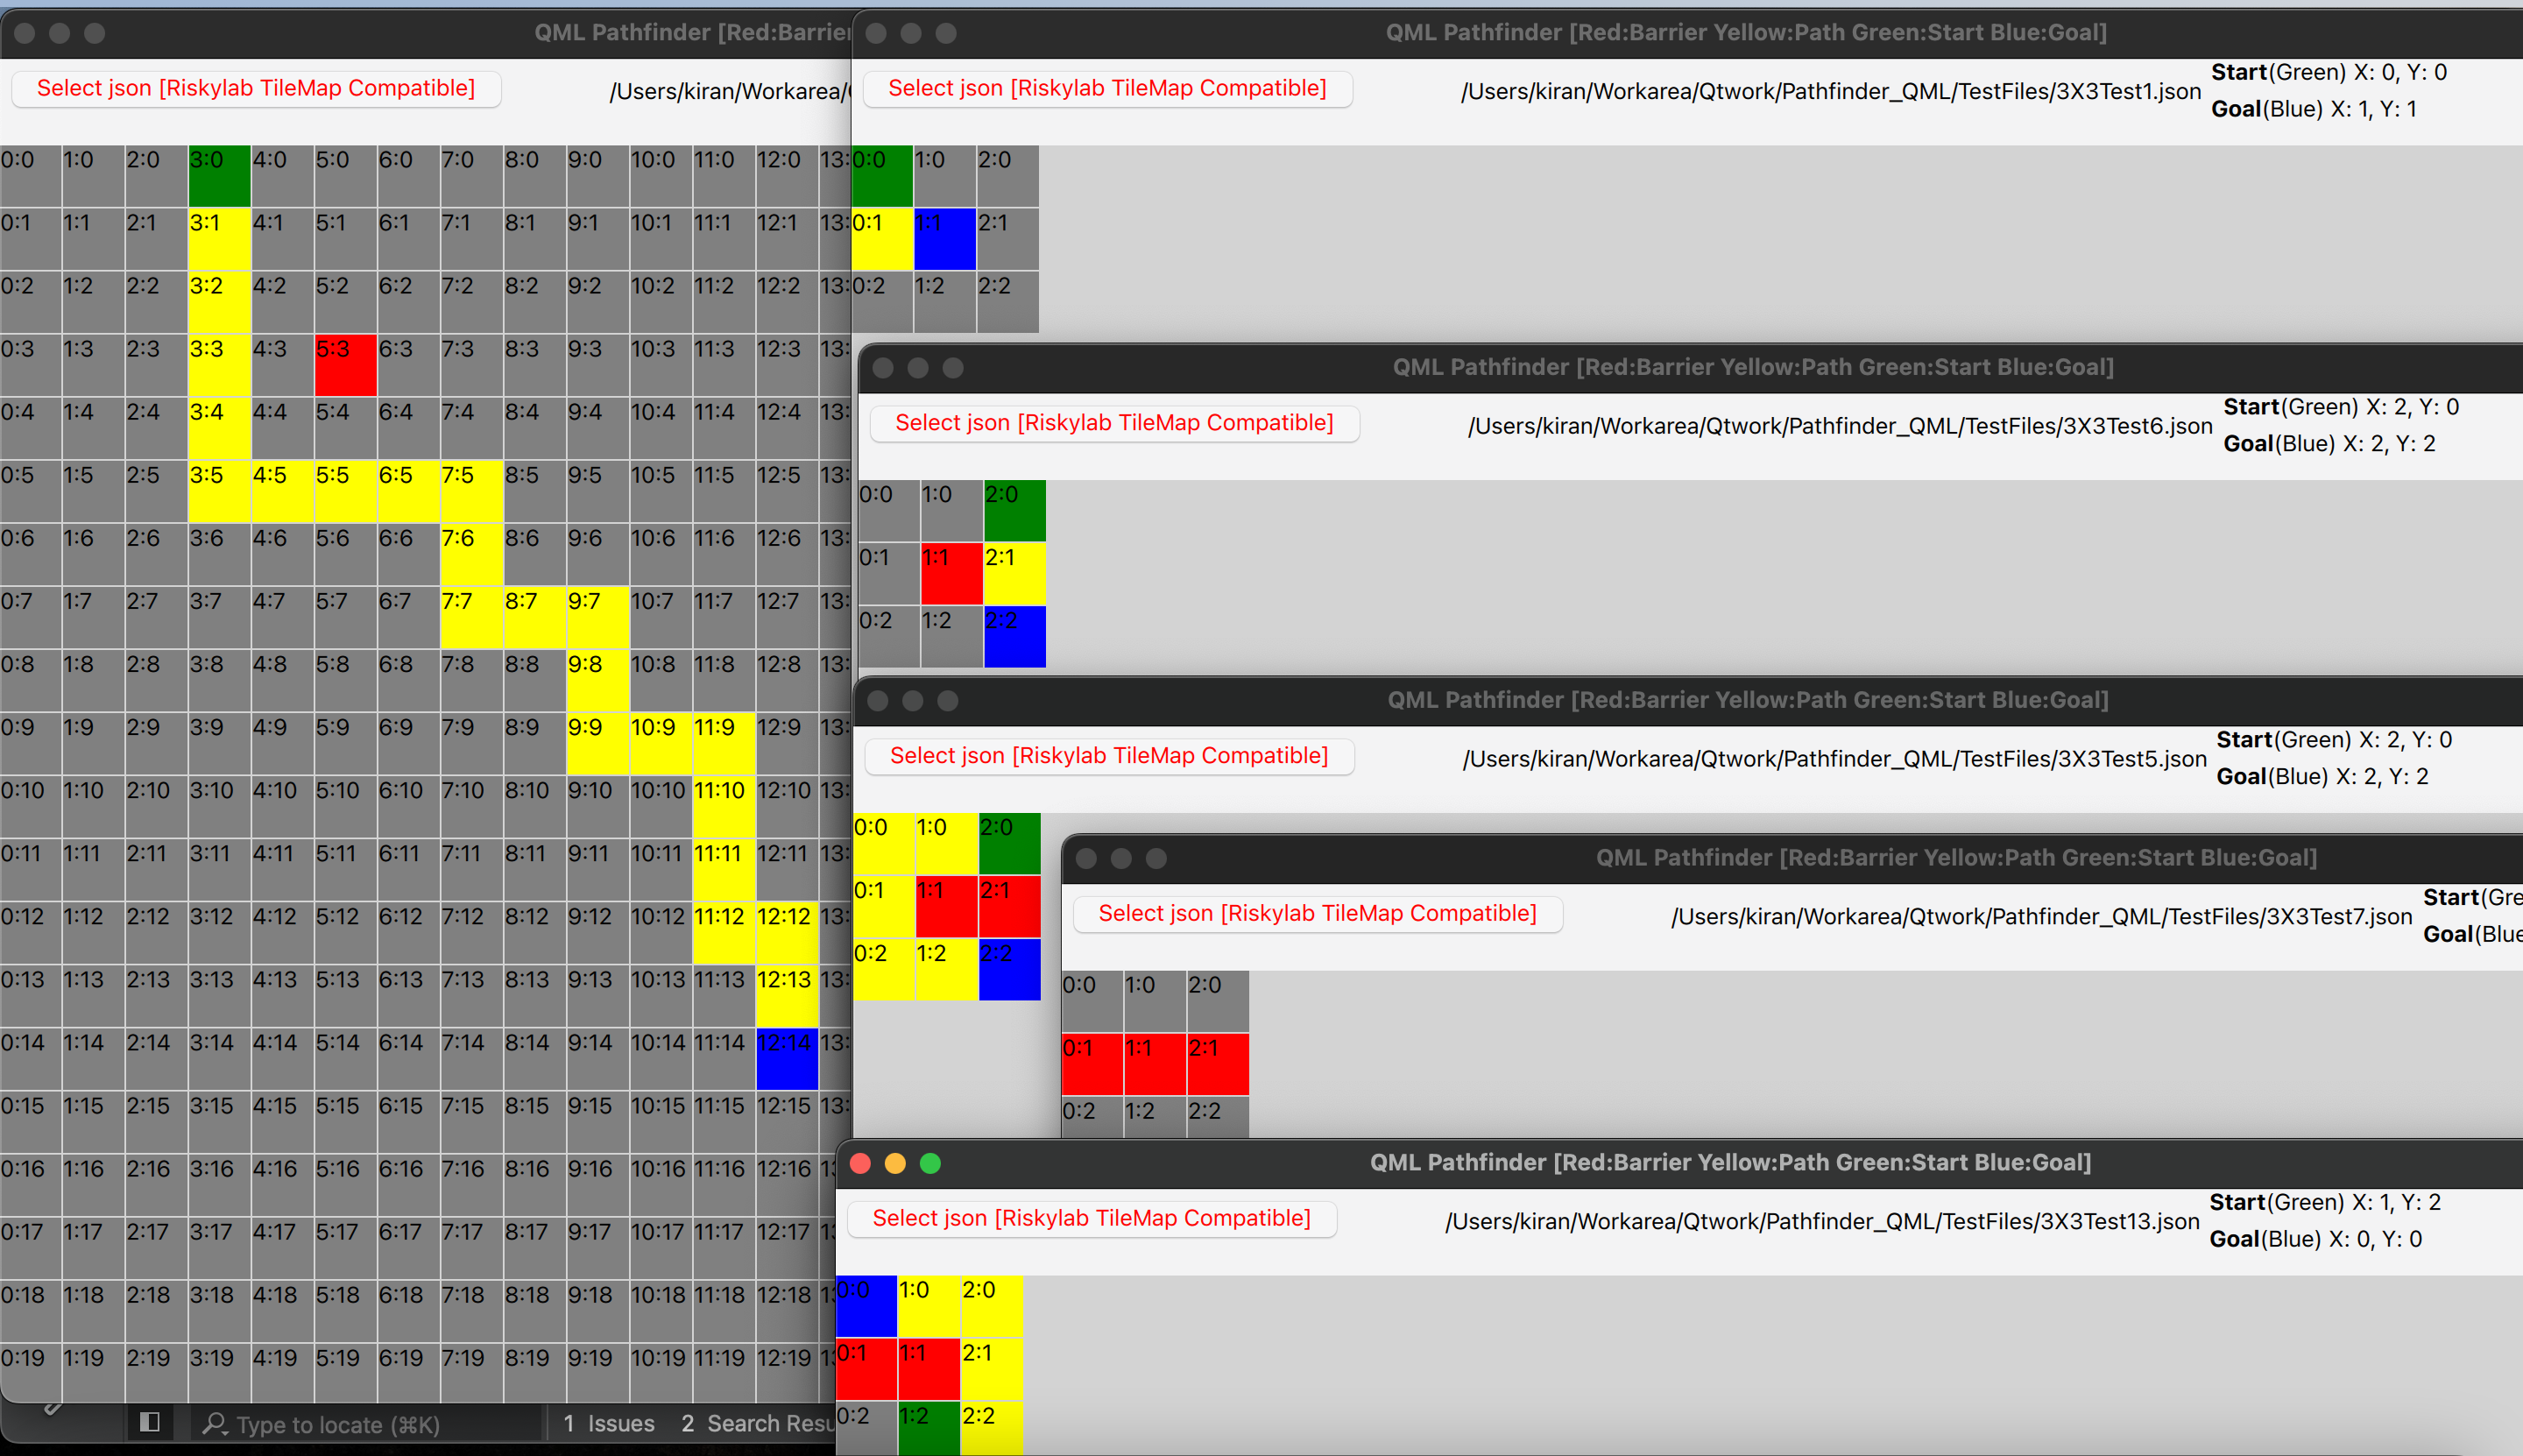 QML Pathfinder [Red:Barrier
Select json [Riskylab TileMap Compatible]
/Users/kiran/Workarea/
0:0 1:0 2:0 3:0 4:0 5:0 6:0 7:0 8:0 9:0 10:0 11:0 12:0 13:
0:1 1:1 2:1 3:1 4:1 5:1 6:1 7:1 8:1 9:1 10:1 11:1 12:1 13:
0:2 1:2 2:2 3:2 4:2 5:2 6:2 7:2 8:2 9:2 10:2 11:2 12:2 13:
0:3 1:3 2:3 3:3 4:3 5:3 6:3 7:3 8:3 9:3 10:3 11:3 12:3 13:
0:4 1:4 2:4 3:4 4:4 5:4 6:4 7:4 8:4 9:4 10:4 11:4 12:4 13:
0:5 1:5 2:5 3:5 4:5 5:5 6:5 7:5 8:5 9:5 10:5 11:5 12:5 13:
0:6 1:6 2:6 3:6 4:6 5:6 6:6 7:6 8:6 9:6 10:6 11:6 12:6 13:
0:7 1:7 2:7 3:7 4:7 5:7 6:7 7:7 8:7 9:7 10:7 11:7 12:7 13:
0:8 1:8 2:8 3:8 4:8 5:8 6:8 7:8 8:8 9:8 10:8 11:8 12:8 13:
0:9 1:9 2:9 3:9 4:9 5:9 6:9 7:9 8:9 9:9 10:9 11:9 12:9 13:
0:10 1:10 2:10 3:10 4:10 5:10 6:10 7:10 8:10 9:10 10:10 11:10 12:10 13:
0:11 1:11 2:11 3:11 4:11 5:11 6:11 7:11 8:11 9:11 10:11 11:11 12:11 13:
0:12 1:12 2:12 3:12 4:12 5:12 6:12 7:12 8:12 9:12 10:12 11:12 12:12 13:
0:13 1:13 2:13 3:13 4:13 5:13 6:13 7:13 8:13 9:13 10:13 11:13 12:13 13:
0:14 1:14 2:14 3:14 4:14 5:14 6:14 7:14 8:14 9:14 10:14 11:14 12:14 13:
0:15 1:15 2:15 3:15 4:15 5:15 6:15 7:15 8:15 9:15 10:15 11:15 12:15 13:
0:16 1:16 2:16 3:16 4:16 5:16 6:16 7:16 8:16 9:16 10:16 11:16 12:16
0:17 1:17 2:17 3:17 4:17 5:17 6:17 7:17 8:17 9:17 10:17 11:17 12:17
0:18 1:18 2:18 3:18 4:18 5:18 6:18 7:18 8:18 9:18 10:18 11:18 12:18
0:19 1:19 2:19 3:19 4:19 5:19 6:19 7:19 8:19 9:19 10:19 11:19 12:19
Type to locate (⌘K) 1 Issues 2 Search Resu
QML Pathfinder [Red:Barrier Yellow:Path Green:Start Blue:Goal]
Select json [Riskylab TileMap Compatible]
/Users/kiran/Workarea/Qtwork/Pathfinder_QML/TestFiles/3X3Test1.json
Start(Green) X: 0, Y: 0
Goal(Blue) X: 1, Y: 1
0:0 1:0 2:0
0:1 1:1 2:1
0:2 1:2 2:2
QML Pathfinder [Red:Barrier Yellow:Path Green:Start Blue:Goal]
Select json [Riskylab TileMap Compatible]
/Users/kiran/Workarea/Qtwork/Pathfinder_QML/TestFiles/3X3Test6.json
Start(Green) X: 2, Y: 0
Goal(Blue) X: 2, Y: 2
0:0 1:0 2:0
0:1 1:1 2:1
0:2 1:2 2:2
QML Pathfinder [Red:Barrier Yellow:Path Green:Start Blue:Goal]
Select json [Riskylab TileMap Compatible]
/Users/kiran/Workarea/Qtwork/Pathfinder_QML/TestFiles/3X3Test5.json
Start(Green) X: 2, Y: 0
Goal(Blue) X: 2, Y: 2
0:0 1:0 2:0
0:1 1:1 2:1
0:2 1:2 2:2
QML Pathfinder [Red:Barrier Yellow:Path Green:Start Blue:Goal]
Select json [Riskylab TileMap Compatible]
/Users/kiran/Workarea/Qtwork/Pathfinder_QML/TestFiles/3X3Test7.json
Start(Gre
Goal(Blue
0:0 1:0 2:0
0:1 1:1 2:1
0:2 1:2 2:2
QML Pathfinder [Red:Barrier Yellow:Path Green:Start Blue:Goal]
Select json [Riskylab TileMap Compatible]
/Users/kiran/Workarea/Qtwork/Pathfinder_QML/TestFiles/3X3Test13.json
Start(Green) X: 1, Y: 2
Goal(Blue) X: 0, Y: 0
0:0 1:0 2:0
0:1 1:1 2:1
0:2 1:2 2:2